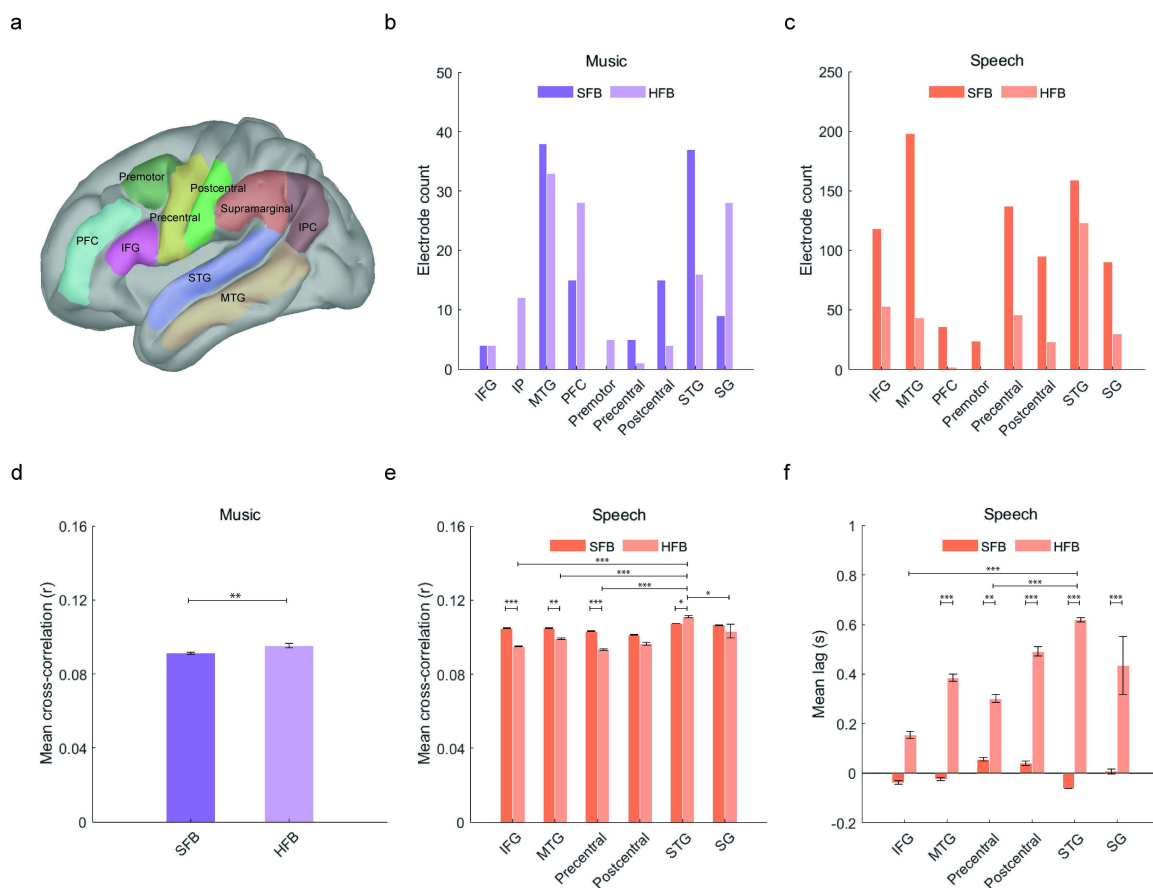 a
Premotor
Postcentral
Precentral
Supramarginal
PFC
IFG
IPC
STG
MTG
b
Music
SFB HFB
Electrode count
50
40
30
20
10
0
IFG IP MTG PFC Premotor Precentral Postcentral STG SG
c
Speech
SFB HFB
Electrode count
250
200
150
100
50
0
IFG MTG PFC Premotor Precentral Postcentral STG SG
d
Music
Mean cross-correlation (r)
0.16
0.12
0.08
0.04
0
**
SFB HFB
e
Speech
SFB HFB
Mean cross-correlation (r)
0.16
0.12
0.08
0.04
0
***
***
***
*** ** *** * *
IFG MTG Precentral Postcentral STG SG
f
Speech
SFB HFB
Mean lag (s)
1
0.8
0.6
0.4
0.2
0
-0.2
***
***
*** ** *** *** ***
IFG MTG Precentral Postcentral STG SG